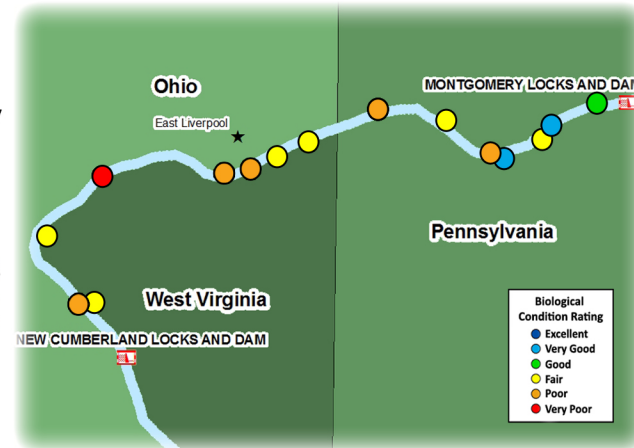 Ohio
MONTGOMERY LOCKS AND DAM
East Liverpool
Pennsylvania
West Virginia
NEW CUMBERLAND LOCKS AND DAM
Biological
Condition Rating
Excellent
Very Good
Good
Fair
Poor
Very Poor